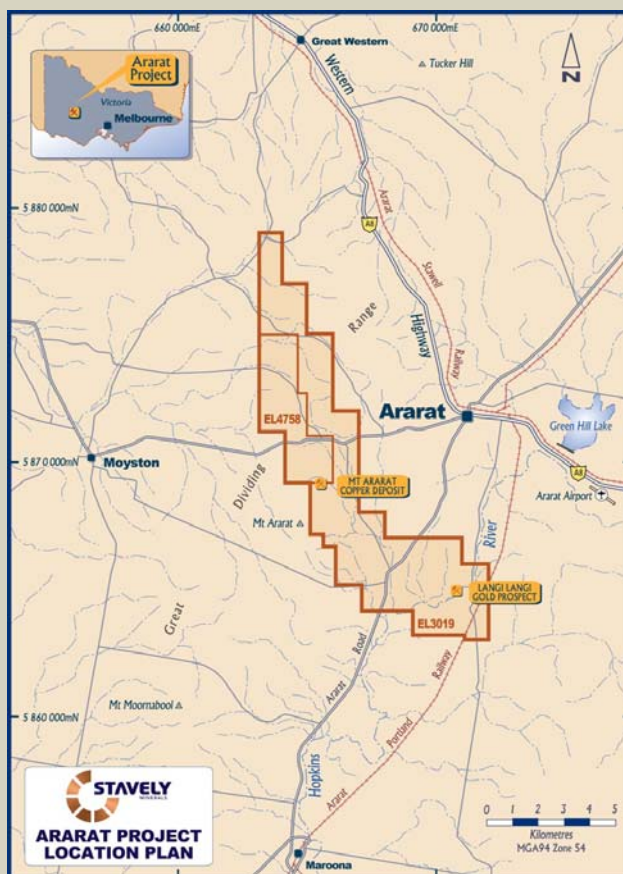 660 000mE
670 000mE
Great Western
Tucker Hill
N
Ararat
Project
Victoria
Melbourne
Western
Highway
A8
Ararat
Stawell
Railway
5 880 000mN
Range
Dividing
Great
EL4758
Ararat
Green Hill
Lake
5 870 000mN
Moyston
MT ARARAT
COPPER DEPOSIT
A8
Ararat Airport
Mt Ararat
River
LANGI LANGI
GOLD PROSPECT
EL3019
Ararat
Road
Railway
Portland
Ararat
Mt Moornabool
5 860 000mN
Hopkins
STAVELY
MINERALS
ARARAT PROJECT
LOCATION PLAN
0 1 2 3 4 5
Kilometres
MGA94 Zone 54
Maroona